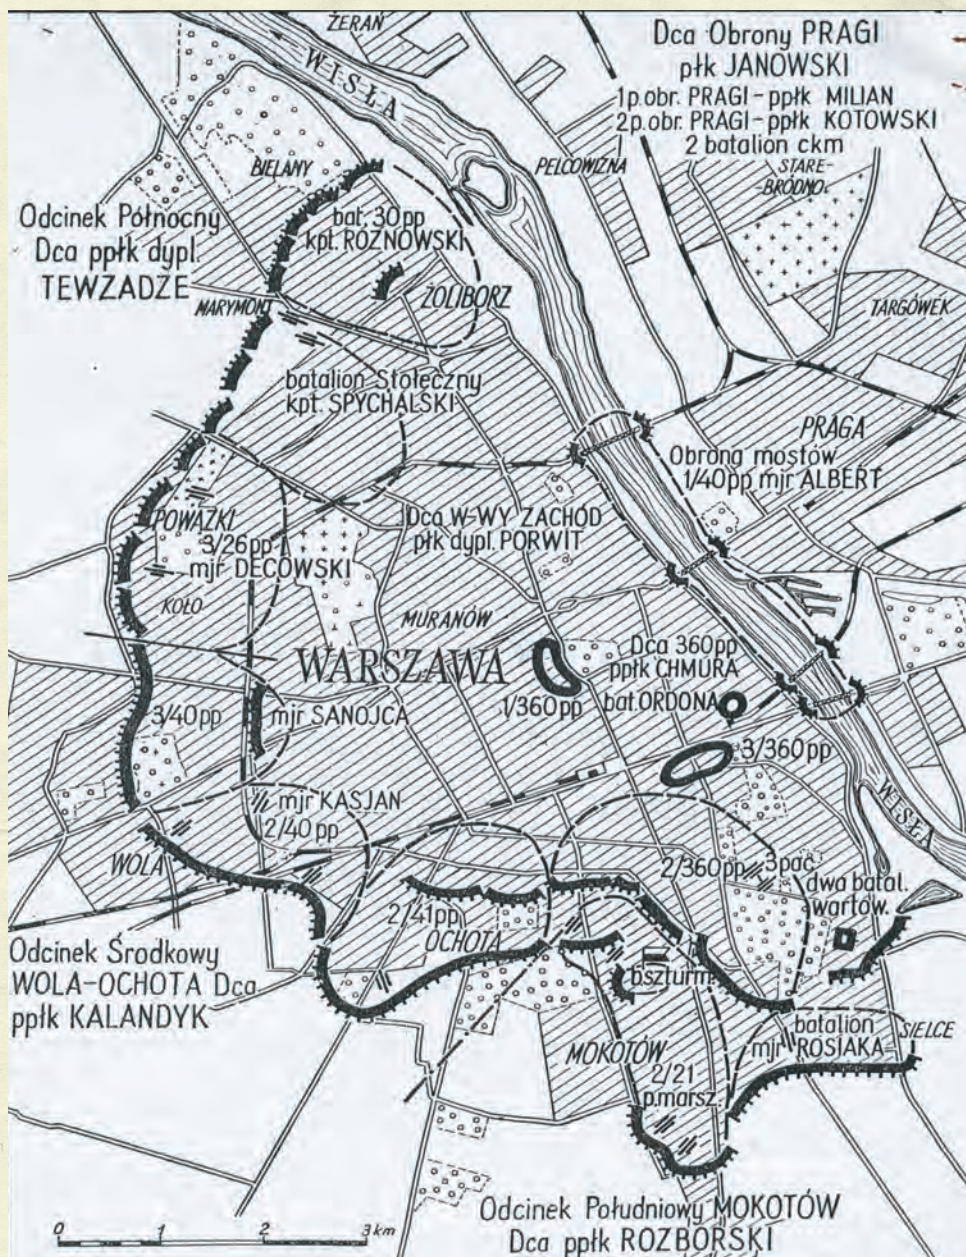 ŻERAŃ
WISŁA
Dca Obrony PRAGI
płk JANOWSKI
1p.obr. PRAGI-ppłk MILIAN
2p.obr. PRAGI-ppłk KOTOWSKI
2 batalion ckm
BIELANY
PELCOWIZNA
STARE-
-BRÓDNO
Odcinek Północny
Dca ppłk dypl.
TEWZADZE
bat. 30pp
kpt. RÓŻNOWSKI
MARYMONT
ŻOLIBORZ
TARGÓWEK
batalion Stołeczny
kpt. SPYCHALSKI
PRAGA
Obrona mostów
1/40pp mjr ALBERT
POWĄZKI
3/26pp
mjr DECOWSKI
Dca W-WY ZACHÓD
płk dypl. PORWIT
KOŁO
MURANÓW
WARSZAWA
Dca 360pp
ppłk CHMURA
1/360pp
bat. ORDONA
3/40pp
mjr SANOJCA
3/360pp
mjr KASJAN
2/40pp
WISŁA
WOLA
2/360pp
3pac
dwa batal.
wartow.
2/41pp
OCHOTA
Odcinek Środkowy
WOLA-OCHOTA Dca
ppłk KALANDYK
b.szturm.
batalion
mjr ROSIAKA
SIELCE
MOKOTÓW
2/21
p.marsz.
Odcinek Południowy MOKOTÓW
Dca ppłk ROZBORSKI
0 1 2 3 km